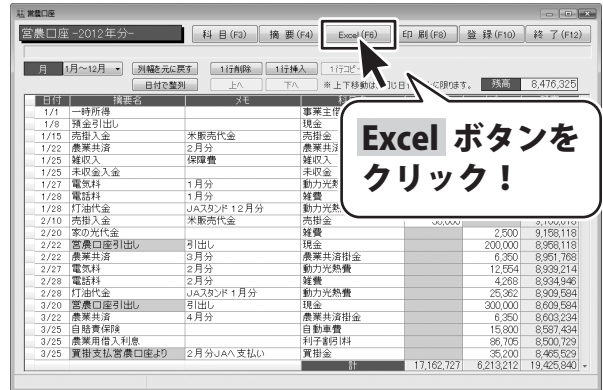 営農口座
営農口座 -2012年分-
科 目(F3) 摘 要(F4) Excel(F6) 印 刷(F8) 登 録(F10) 終 了(F12)
月 1月～12月 列幅を元に戻す 1行削除 1行挿入 1行コピー
日付で整列 上へ 下へ ※上下移動は、同じ日 に限ります。 残高 8,476,325
日付 摘要名 メモ
1/1 一時所得 事業主借
1/8 預金引出し 現金
1/15 売掛入金 米販売代金 売掛金
1/22 農業共済 2月分 農業共済
1/25 雑収入 保障費 雑収入
1/25 未収金入金 未収金
1/27 電気料 1月分 動力光熱
1/28 電話料 1月分 雑費
1/28 灯油代金 JAスタンド 12月分 動力光熱
2/10 売掛入金 米販売代金 売掛金
2/20 家の光代金 雑費 2,500 9,158,118
2/22 営農口座引出し 引出し 現金 200,000 8,958,118
2/22 農業共済 3月分 農業共済掛金 6,350 8,951,768
2/27 電気料 2月分 動力光熱費 12,554 8,939,214
2/28 電話料 2月分 雑費 4,268 8,934,946
2/28 灯油代金 JAスタンド 1月分 動力光熱費 25,362 8,909,584
3/20 営農口座引出し 引出し 現金 300,000 8,609,584
3/22 農業共済 4月分 農業共済掛金 6,350 8,603,234
3/25 自賠責保険 自動車費 15,800 8,587,434
3/25 農業用借入利息 利子割引料 86,705 8,500,729
3/25 買掛支払営農口座より 2月分JAへ支払い 買掛金 35,200 8,465,529
計 17,162,727 6,213,212 19,425,840
Excel ボタンを
クリック！